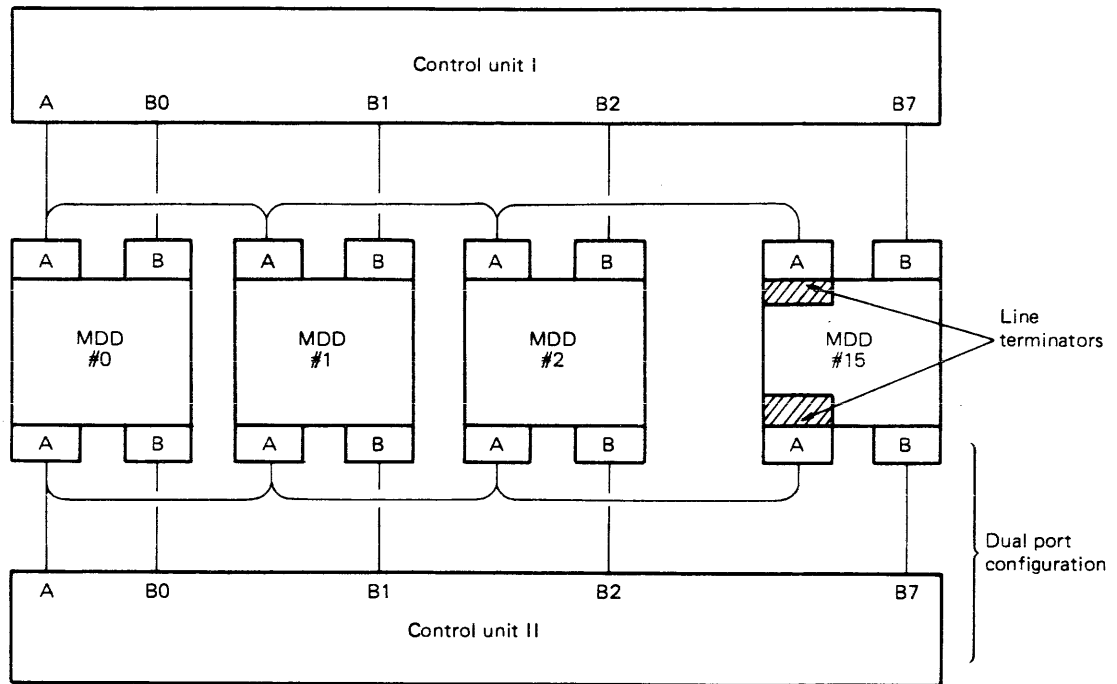 Control unit I
A B0 B1 B2 B7
A B A B A B A B
MDD
#0
MDD
#1
MDD
#2
MDD
#15
Line
terminators
A B A B A B A B
Dual port
configuration
A B0 B1 B2 B7
Control unit II